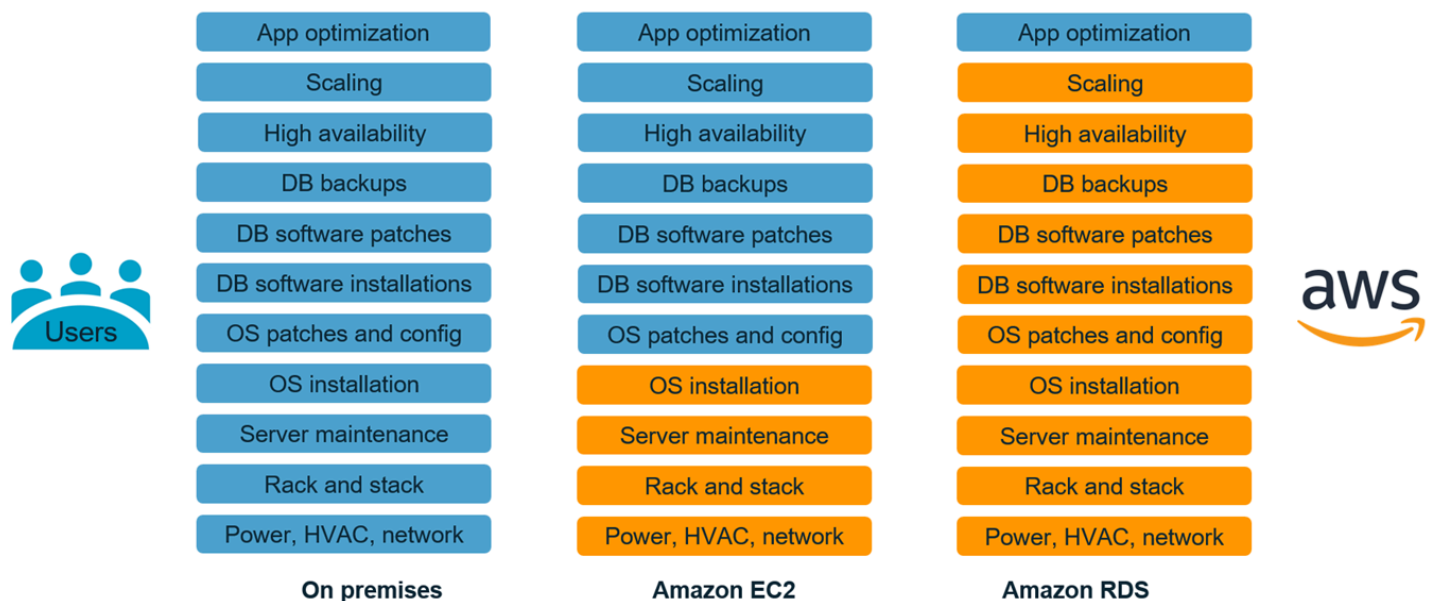 App optimization
Scaling
High availability
DB backups
DB software patches
DB software installations
OS patches and config
OS installation
Server maintenance
Rack and stack
Power, HVAC, network
On premises
App optimization
Scaling
High availability
DB backups
DB software patches
DB software installations
OS patches and config
OS installation
Server maintenance
Rack and stack
Power, HVAC, network
Amazon EC2
App optimization
Scaling
High availability
DB backups
DB software patches
DB software installations
OS patches and config
OS installation
Server maintenance
Rack and stack
Power, HVAC, network
Amazon RDS
Users
aws